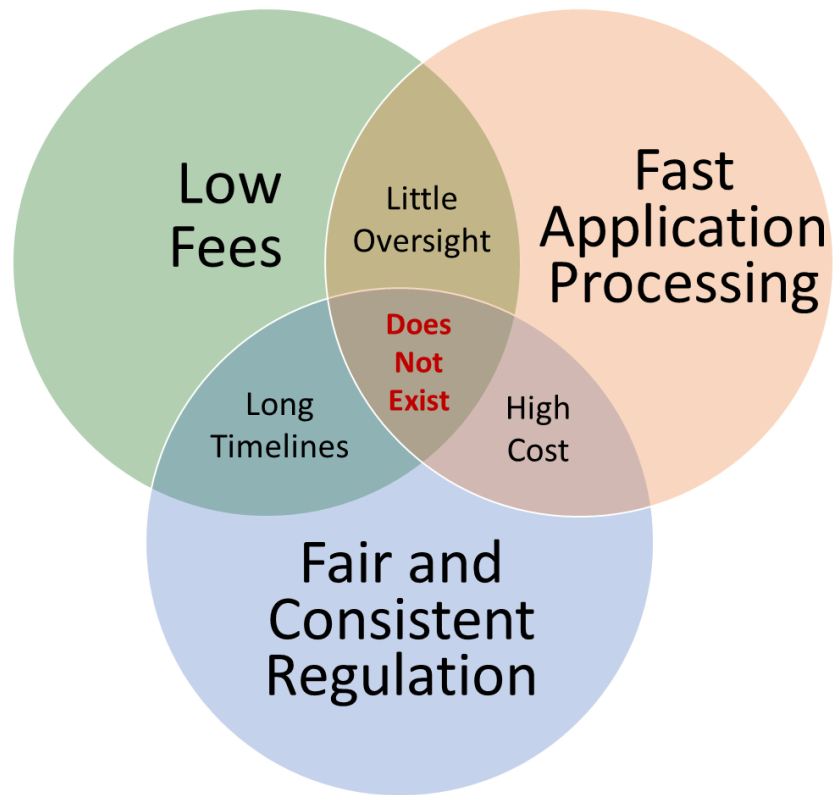 Low
Fees
Little
Oversight
Fast
Application
Processing
Does
Not
Exist
Long
Timelines
High
Cost
Fair and
Consistent
Regulation